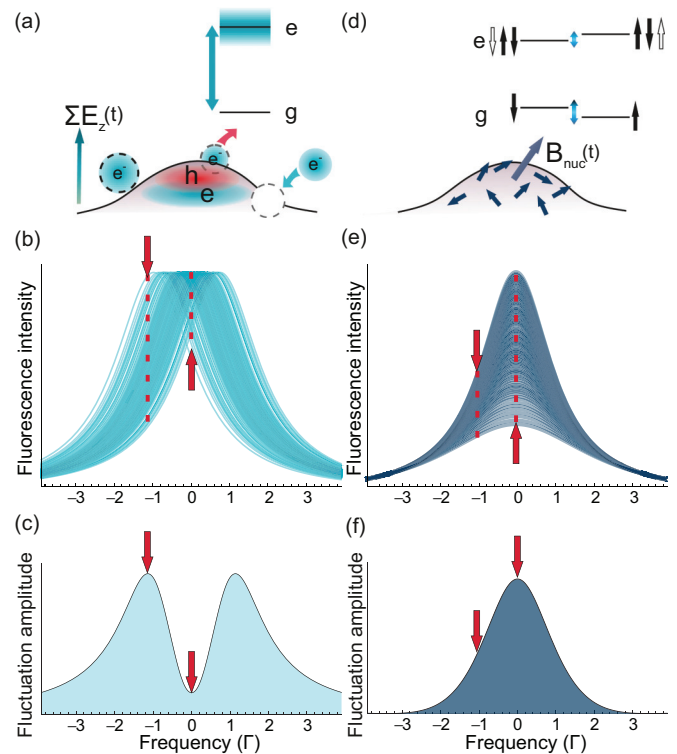 (a)
e
g
ΣE_z(t)
e-
e-
e-
h
e
(b)
Fluorescence intensity
−3 −2 −1 0 1 2 3
(c)
Fluctuation amplitude
−3 −2 −1 0 1 2 3
Frequency (Γ)
(d)
e
g
B_nuc(t)
(e)
Fluorescence intensity
−3 −2 −1 0 1 2 3
(f)
Fluctuation amplitude
−3 −2 −1 0 1 2 3
Frequency (Γ)